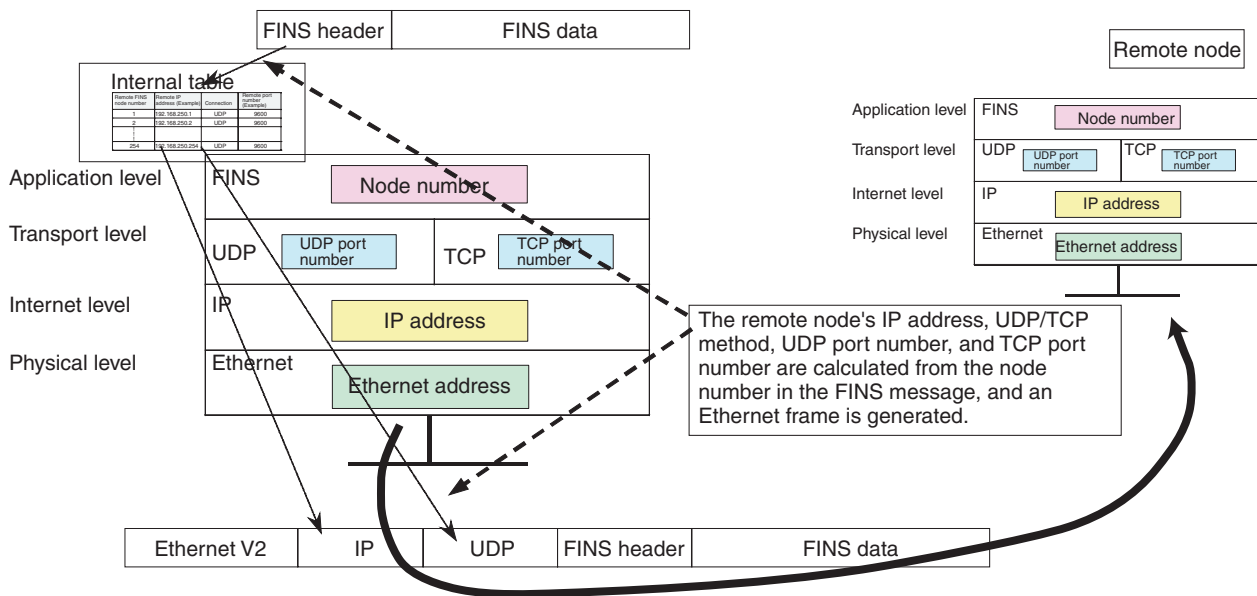 FINS header
FINS data
Remote node
Internal table
Remote FINS node number
Remote IP address (Example)
Connection
Remote port number (Example)
1 192.168.250.1 UDP 9600
2 192.168.250.2 UDP 9600
254 192.168.250.254 UDP 9600
Application level
FINS
Node number
Transport level
UDP
UDP port
number
TCP
TCP port
number
Internet level
IP
IP address
Physical level
Ethernet
Ethernet address
Application level
FINS
Node number
Transport level
UDP
UDP port
number
TCP
TCP port
number
Internet level
IP
IP address
Physical level
Ethernet
Ethernet address
The remote node's IP address, UDP/TCP
method, UDP port number, and TCP port
number are calculated from the node
number in the FINS message, and an
Ethernet frame is generated.
Ethernet V2
IP
UDP
FINS header
FINS data